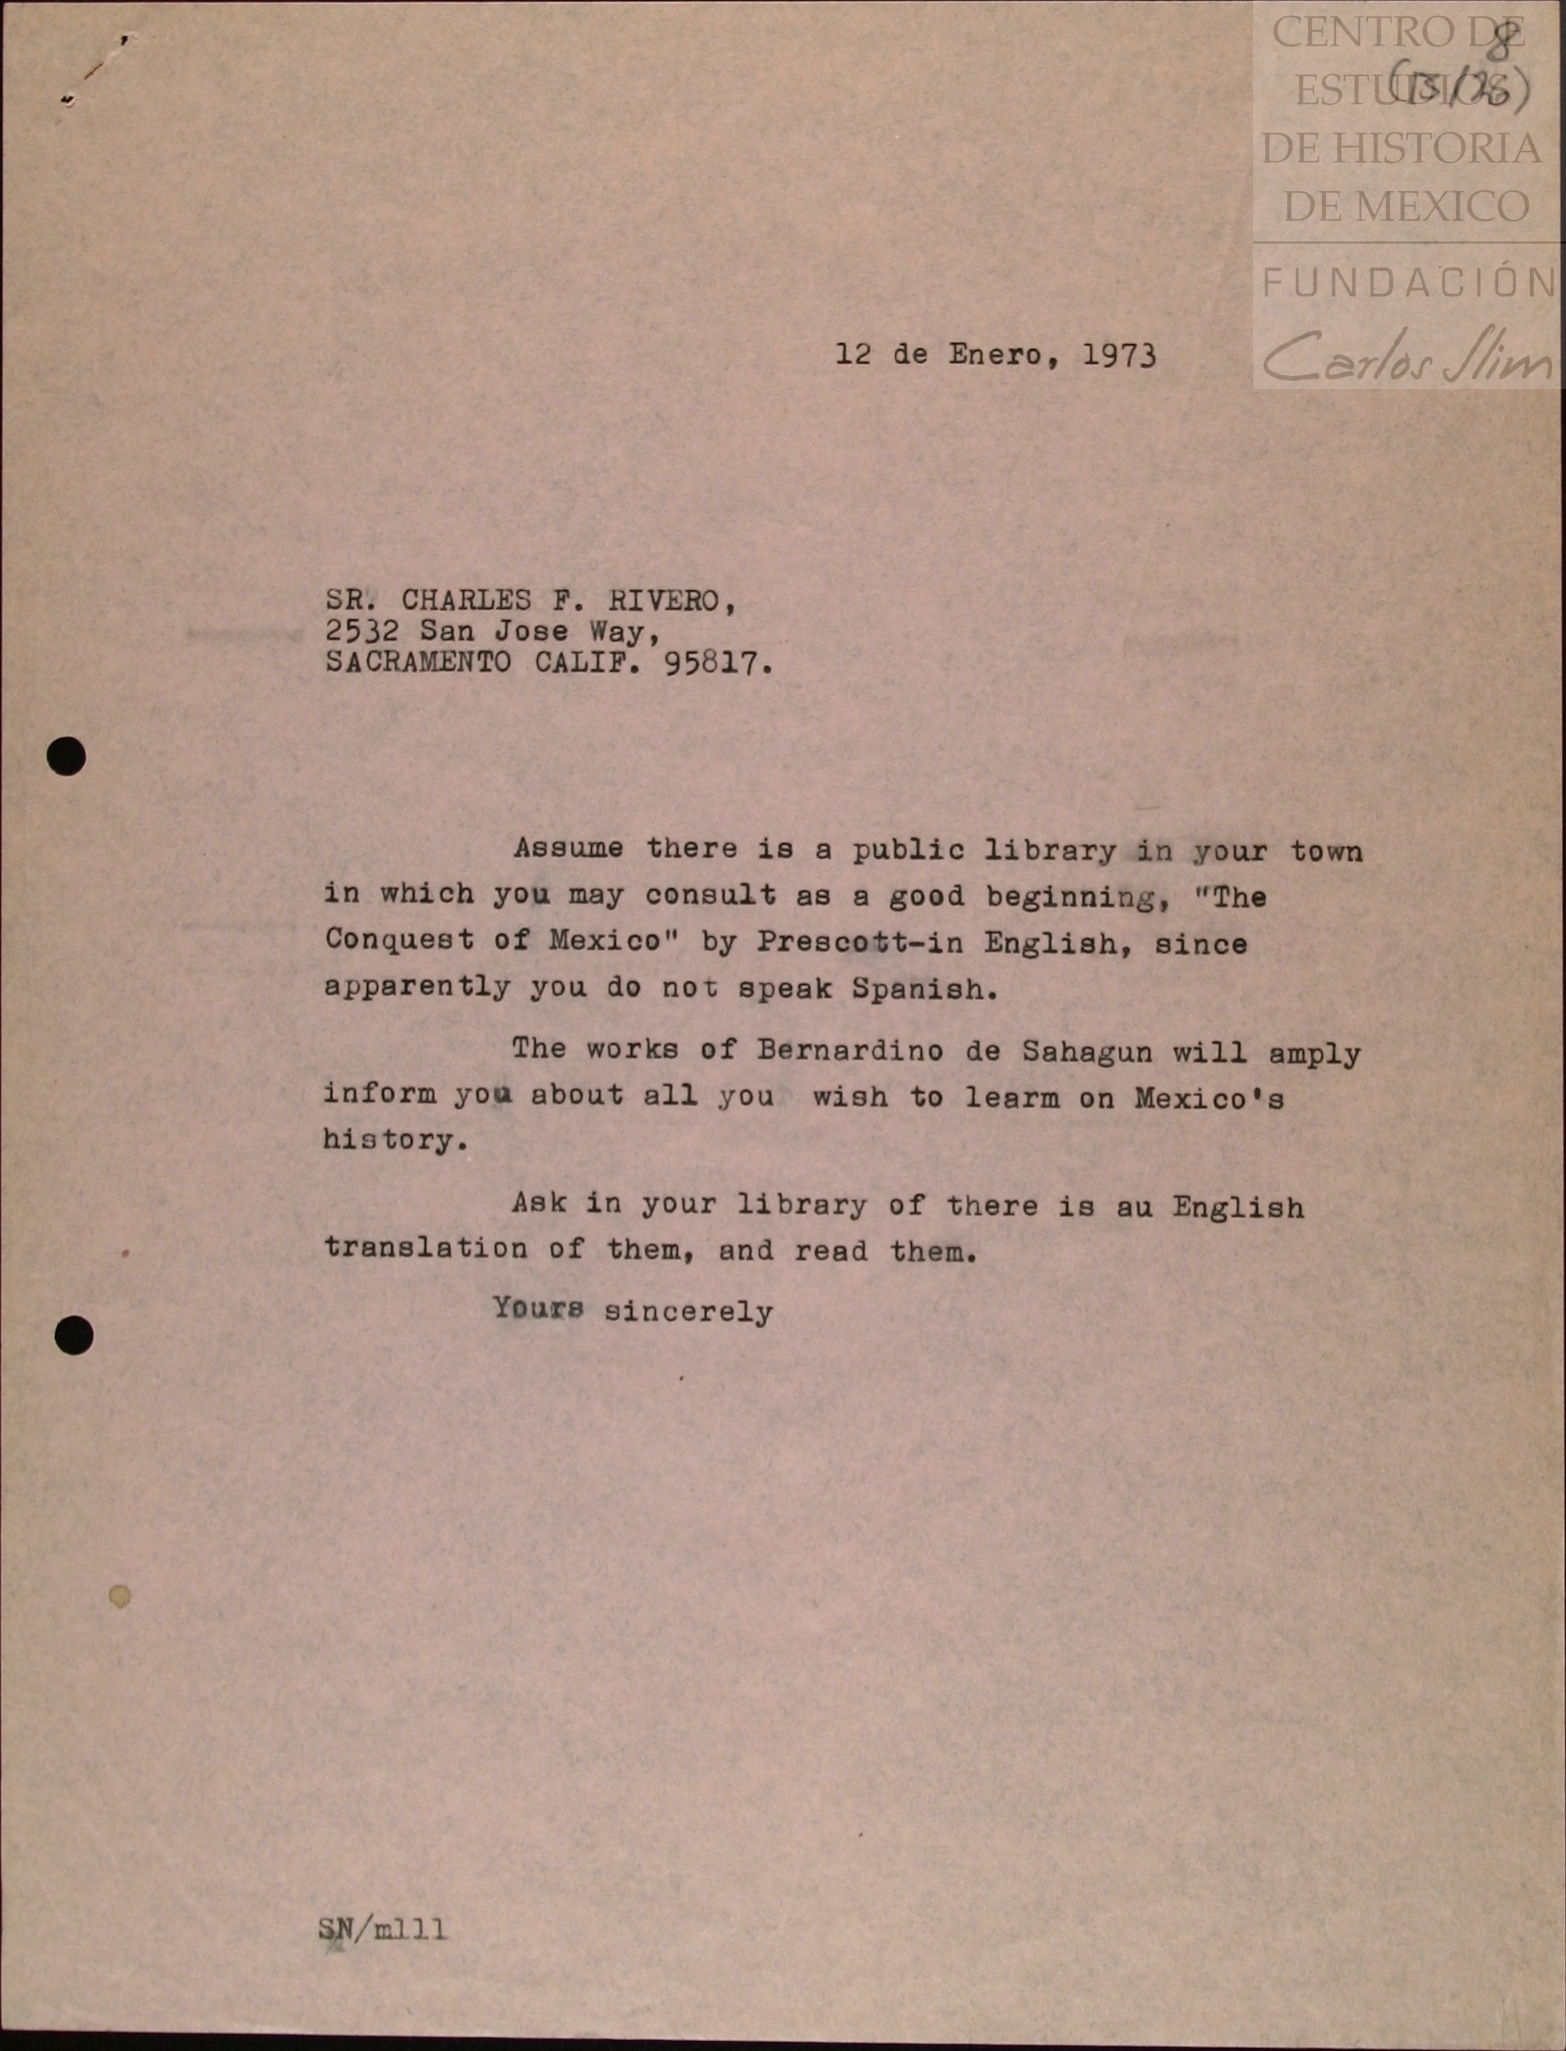 CENTRO DE
ESTUDIOS
DE HISTORIA
DE MEXICO
FUNDACIÓN
Carlos Slim
8
12 de Enero, 1973
SR. CHARLES F. RIVERO,
2532 San Jose Way,
SACRAMENTO CALIF. 95817.
Assume there is a public library in your town
in which you may consult as a good beginning, "The
Conquest of Mexico" by Prescott-in English, since
apparently you do not speak Spanish.
The works of Bernardino de Sahagun will amply
inform you about all you wish to learm on Mexico's
history.
Ask in your library of there is au English
translation of them, and read them.
Yours sincerely
SN/mlll